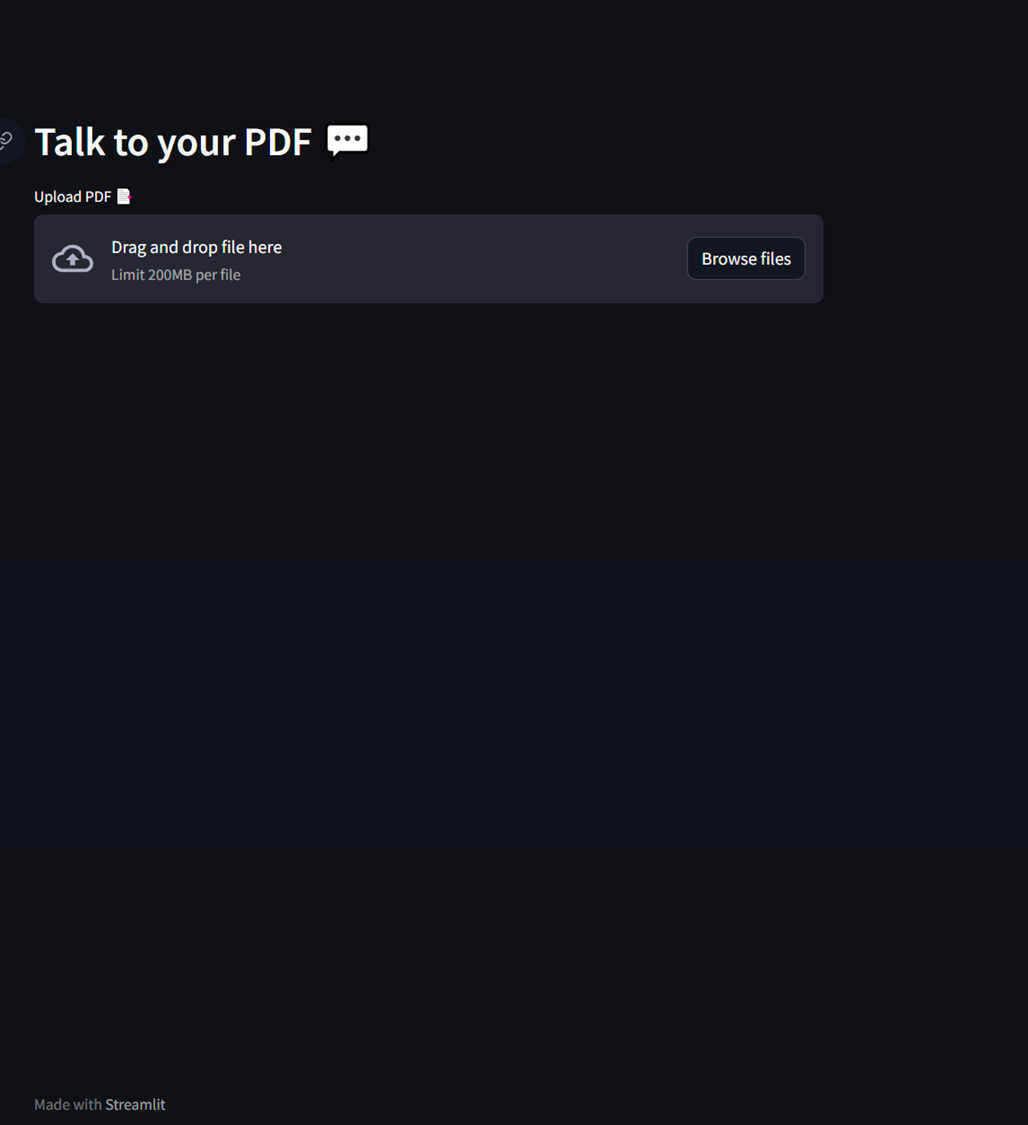 Talk to your PDF 💬
Upload PDF 📑
Drag and drop file here
Limit 200MB per file
Browse files
Made with Streamlit